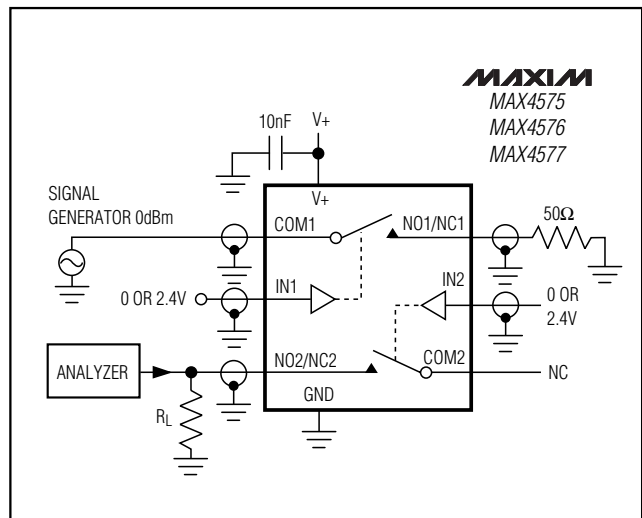 MAXIM
MAX4575
MAX4576
MAX4577
10nF
V+
V+
SIGNAL
GENERATOR 0dBm
COM1
NO1/NC1
50Ω
0 OR 2.4V
IN1
IN2
0 OR
2.4V
ANALYZER
NO2/NC2
COM2
NC
RL
GND